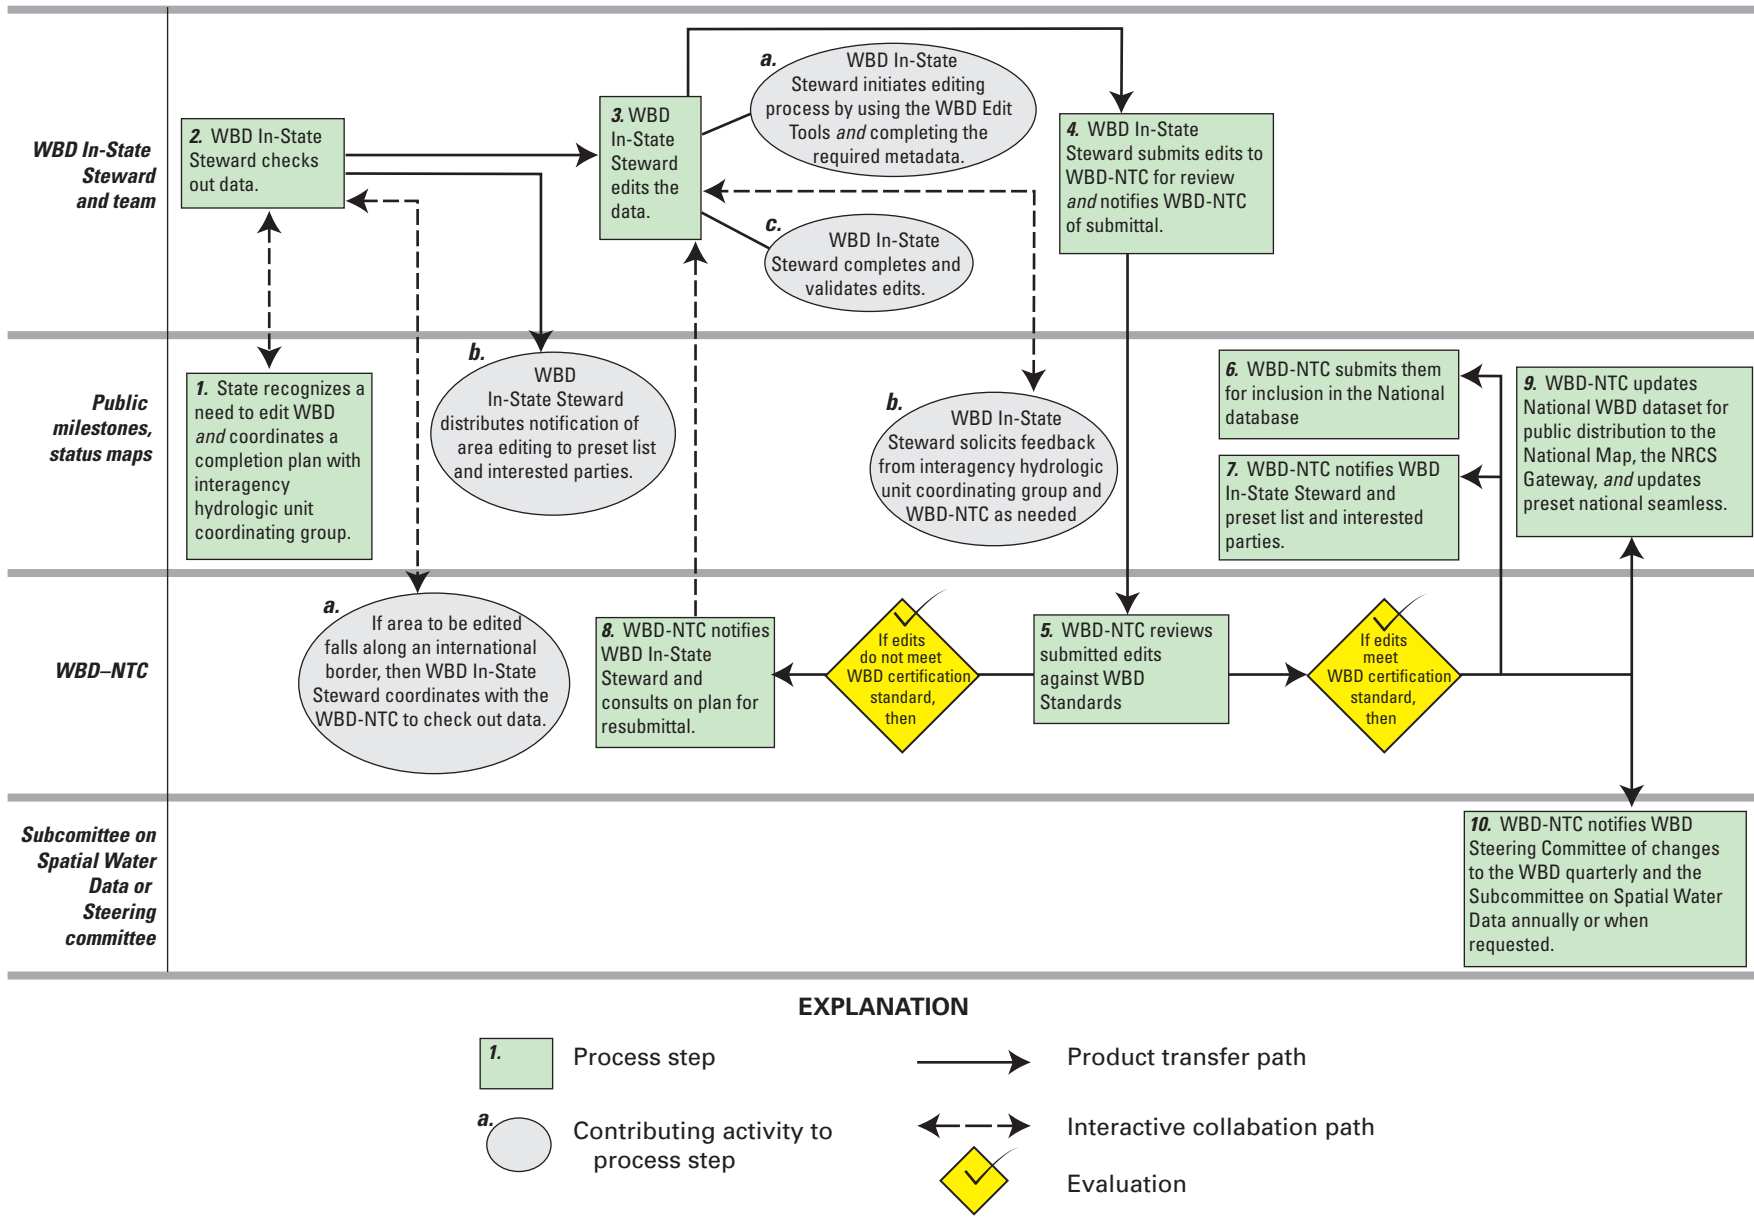 WBD In-State
Steward
and team
2. WBD In-State
Steward checks
out data.
3. WBD
In-State
Steward
edits the
data.
a.
WBD In-State
Steward initiates editing
process by using the WBD Edit
Tools and completing the
required metadata.
c.
WBD In-State
Steward completes and
validates edits.
4. WBD In-State
Steward submits edits to
WBD-NTC for review
and notifies WBD-NTC
of submittal.
Public
milestones,
status maps
1. State recognizes a
need to edit WBD
and coordinates a
completion plan with
interagency
hydrologic unit
coordinating group.
b.
WBD
In-State Steward
distributes notification of
area editing to preset list
and interested parties.
b.
WBD In-State
Steward solicits feedback
from interagency hydrologic
unit coordinating group and
WBD-NTC as needed
6. WBD-NTC submits them
for inclusion in the National
database
7. WBD-NTC notifies WBD
In-State Steward and
preset list and interested
parties.
9. WBD-NTC updates
National WBD dataset for
public distribution to the
National Map, the NRCS
Gateway, and updates
preset national seamless.
WBD–NTC
a.
If area to be edited
falls along an international
border, then WBD In-State
Steward coordinates with the
WBD-NTC to check out data.
8. WBD-NTC notifies
WBD In-State
Steward and
consults on plan for
resubmittal.
If edits
do not meet
WBD certification
standard,
then
5. WBD-NTC reviews
submitted edits
against WBD
Standards
If edits
meet
WBD certification
standard,
then
Subcomittee on
Spatial Water
Data or
Steering
committee
10. WBD-NTC notifies WBD
Steering Committee of changes
to the WBD quarterly and the
Subcommittee on Spatial Water
Data annually or when
requested.
EXPLANATION
1.
Process step
Product transfer path
a.
Contributing activity to
process step
Interactive collabation path
Evaluation